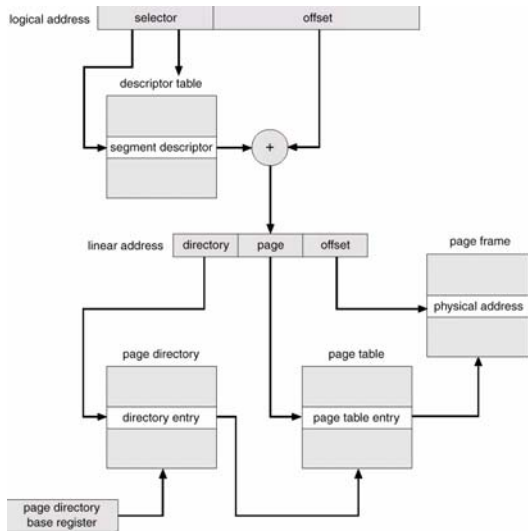 logical address selector offset
descriptor table
segment descriptor +
linear address directory page offset
page frame
physical address
page directory page table
directory entry page table entry
page directory
base register